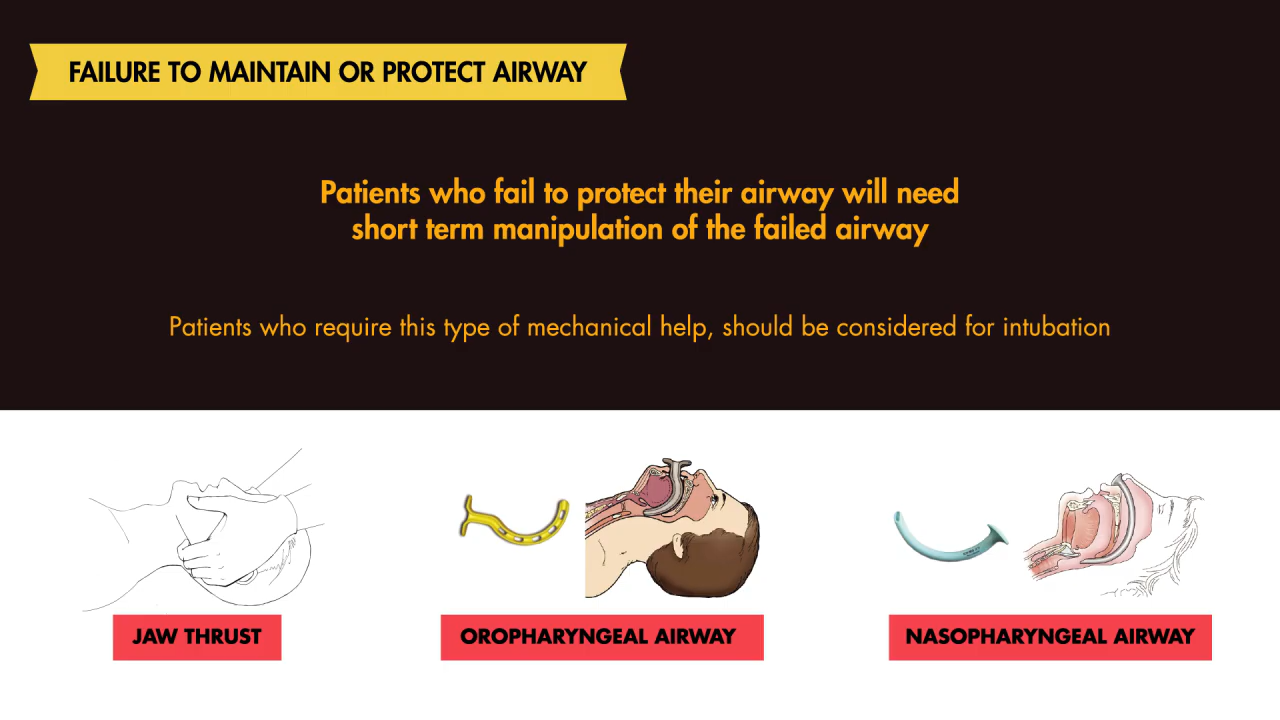 FAILURE TO MAINTAIN OR PROTECT AIRWAY
Patients who fail to protect their airway will need
short term manipulation of the failed airway
Patients who require this type of mechanical help, should be considered for intubation
JAW THRUST
OROPHARYNGEAL AIRWAY
NASOPHARYNGEAL AIRWAY